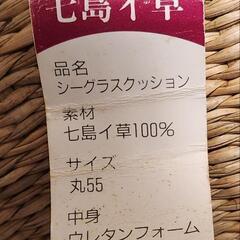 七島イ草
品名
シーグラスクッション
素材
七島イ草100%
サイズ
丸55
中身
ウレタンフォーム